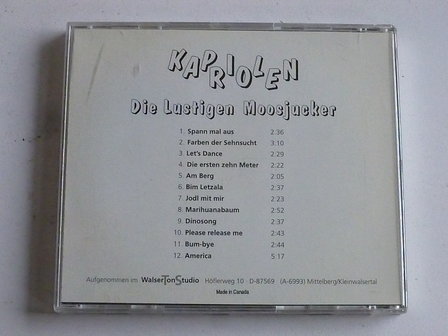 KAPRIOLEN
Die Lustigen Moosjucker
1. Spann mal aus 2:36
2. Farben der Sehnsucht 3:10
3. Let's Dance 2:29
4. Die ersten zehn Meter 2:22
5. Am Berg 2:05
6. Bim Letzala 2:37
7. Jodl mit mir 2:23
8. Marihuanabaum 2:52
9. Dinosong 2:37
10. Please release me 2:43
11. Bum-bye 2:44
12. America 5:17
Aufgenommen im WalserTonStudio Höllerweg 10 D-87569 (A-6993) Mittelberg/Kleinwalsertal
Made in Canada